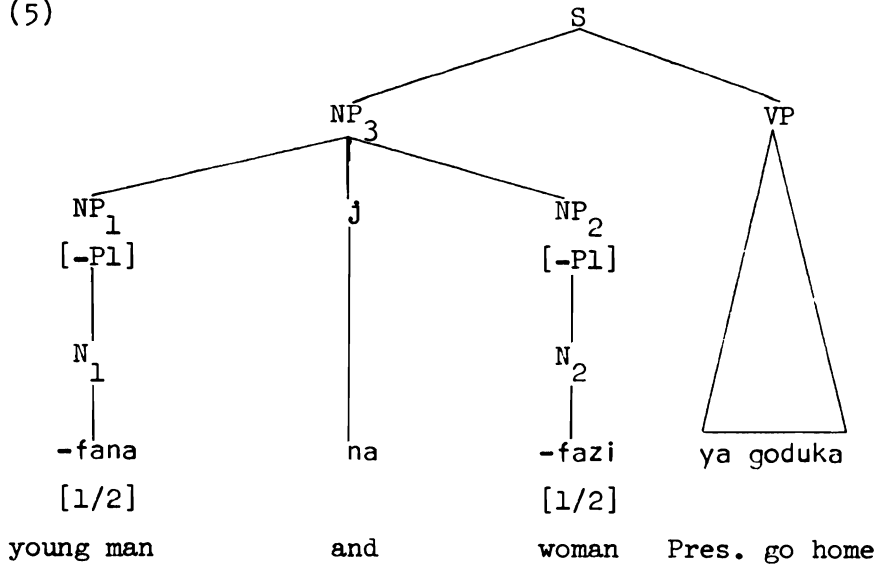 (5)
S
NP3 VP
NP1 j NP2
[-Pl] [-Pl]
N1 N2
-fana na -fazi ya goduka
[1/2] [1/2]
young man and woman Pres. go home